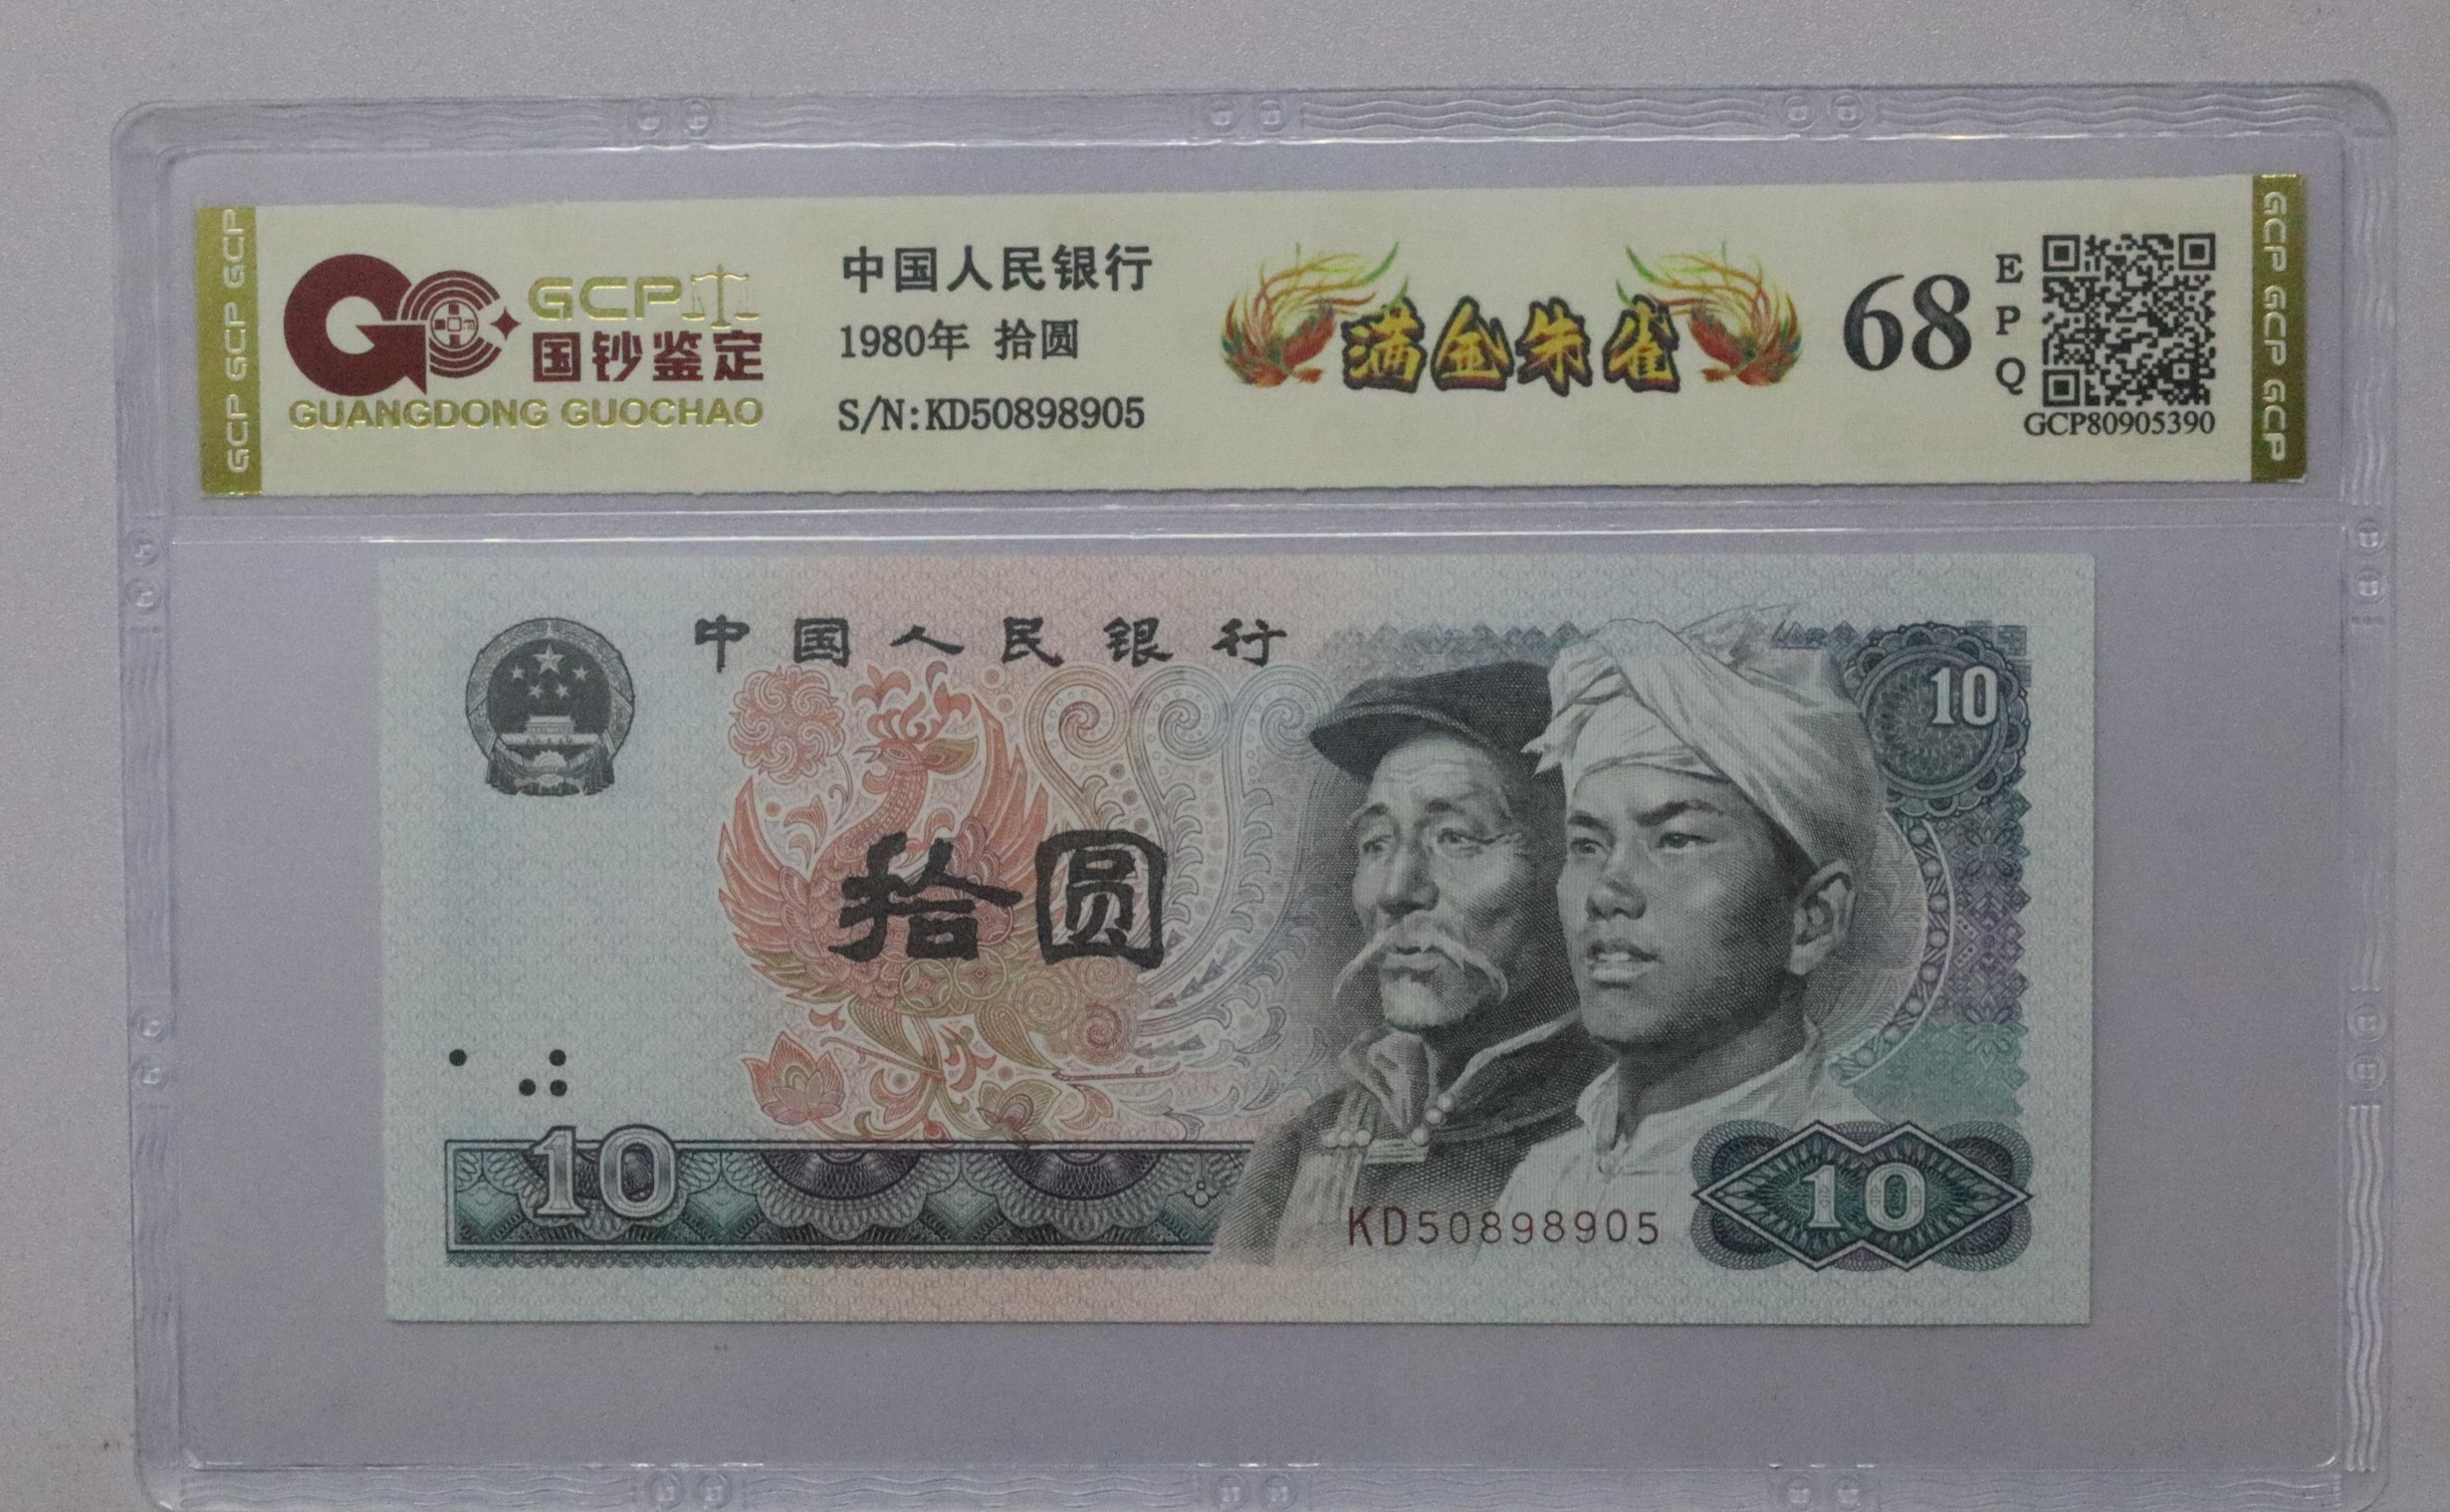 GCP GCP GCP
GCP
国钞鉴定
GUANGDONG GUOCHAO
中国人民银行
1980年 拾圆
S/N:KD50898905
满金朱雀
68
EPQ
GCP80905390
GCP GCP GCP
中国人民银行
10
拾圆
10
KD50898905
10